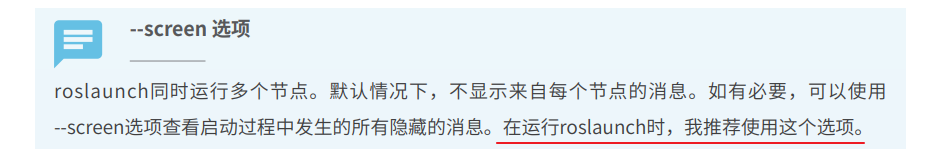 --screen 选项
roslaunch同时运行多个节点。默认情况下，不显示来自每个节点的消息。如有必要，可以使用
--screen选项查看启动过程中发生的所有隐藏的消息。在运行roslaunch时，我推荐使用这个选项。